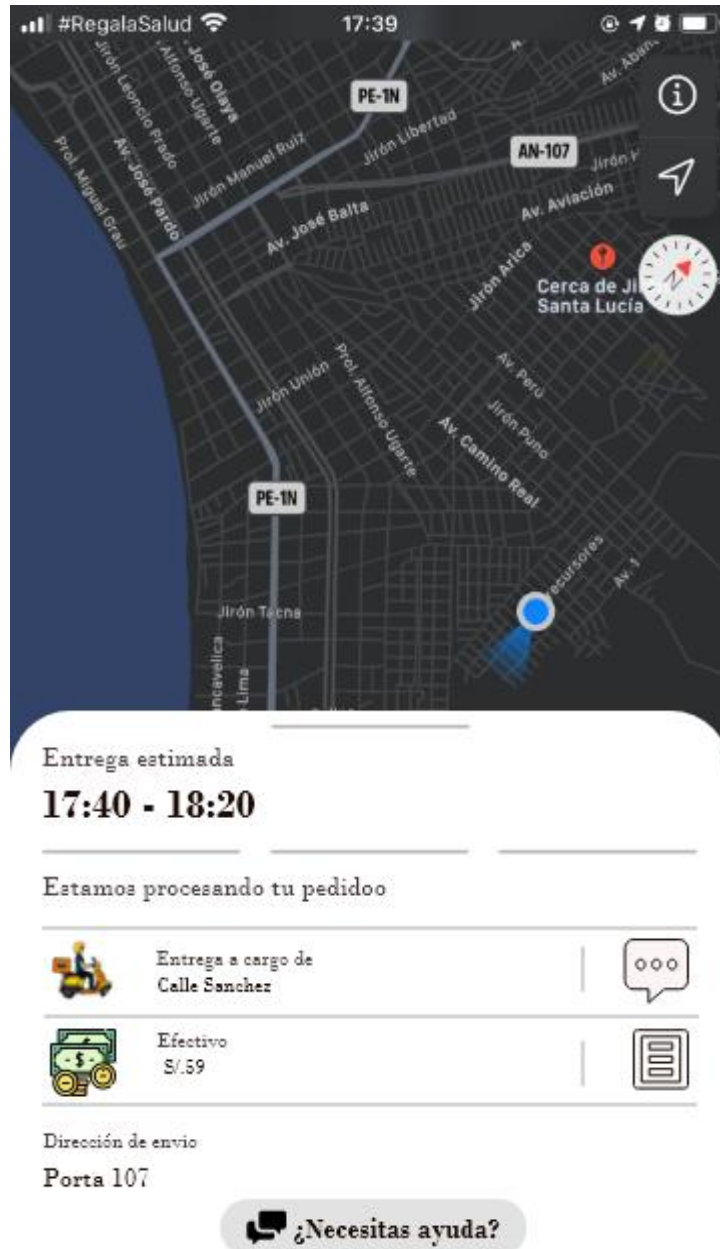 #RegalaSalud 17:39
José Olaya
Alfonso Ugarte
Jirón Leoncio Prado
Av. José Pardo
Prol. Miguel Grau
PE-1N
Jirón Manuel Ruiz
Jirón Libertad
AN-107
Av. José Balta
Av. Aviación
Jirón Arica
Cerca de
Santa Lucía
Jirón Unión
Prol. Alfonso Ugarte
Av. Perú
Jirón Puno
Av. Camino Real
PE-1N
Av. 1
Jirón Tacna
Lima
Entrega estimada
17:40 - 18:20
Estamos procesando tu pedidoo
Entrega a cargo de
Calle Sanchez
Efectivo
S/.59
Dirección de envio
Porta 107
¿Necesitas ayuda?